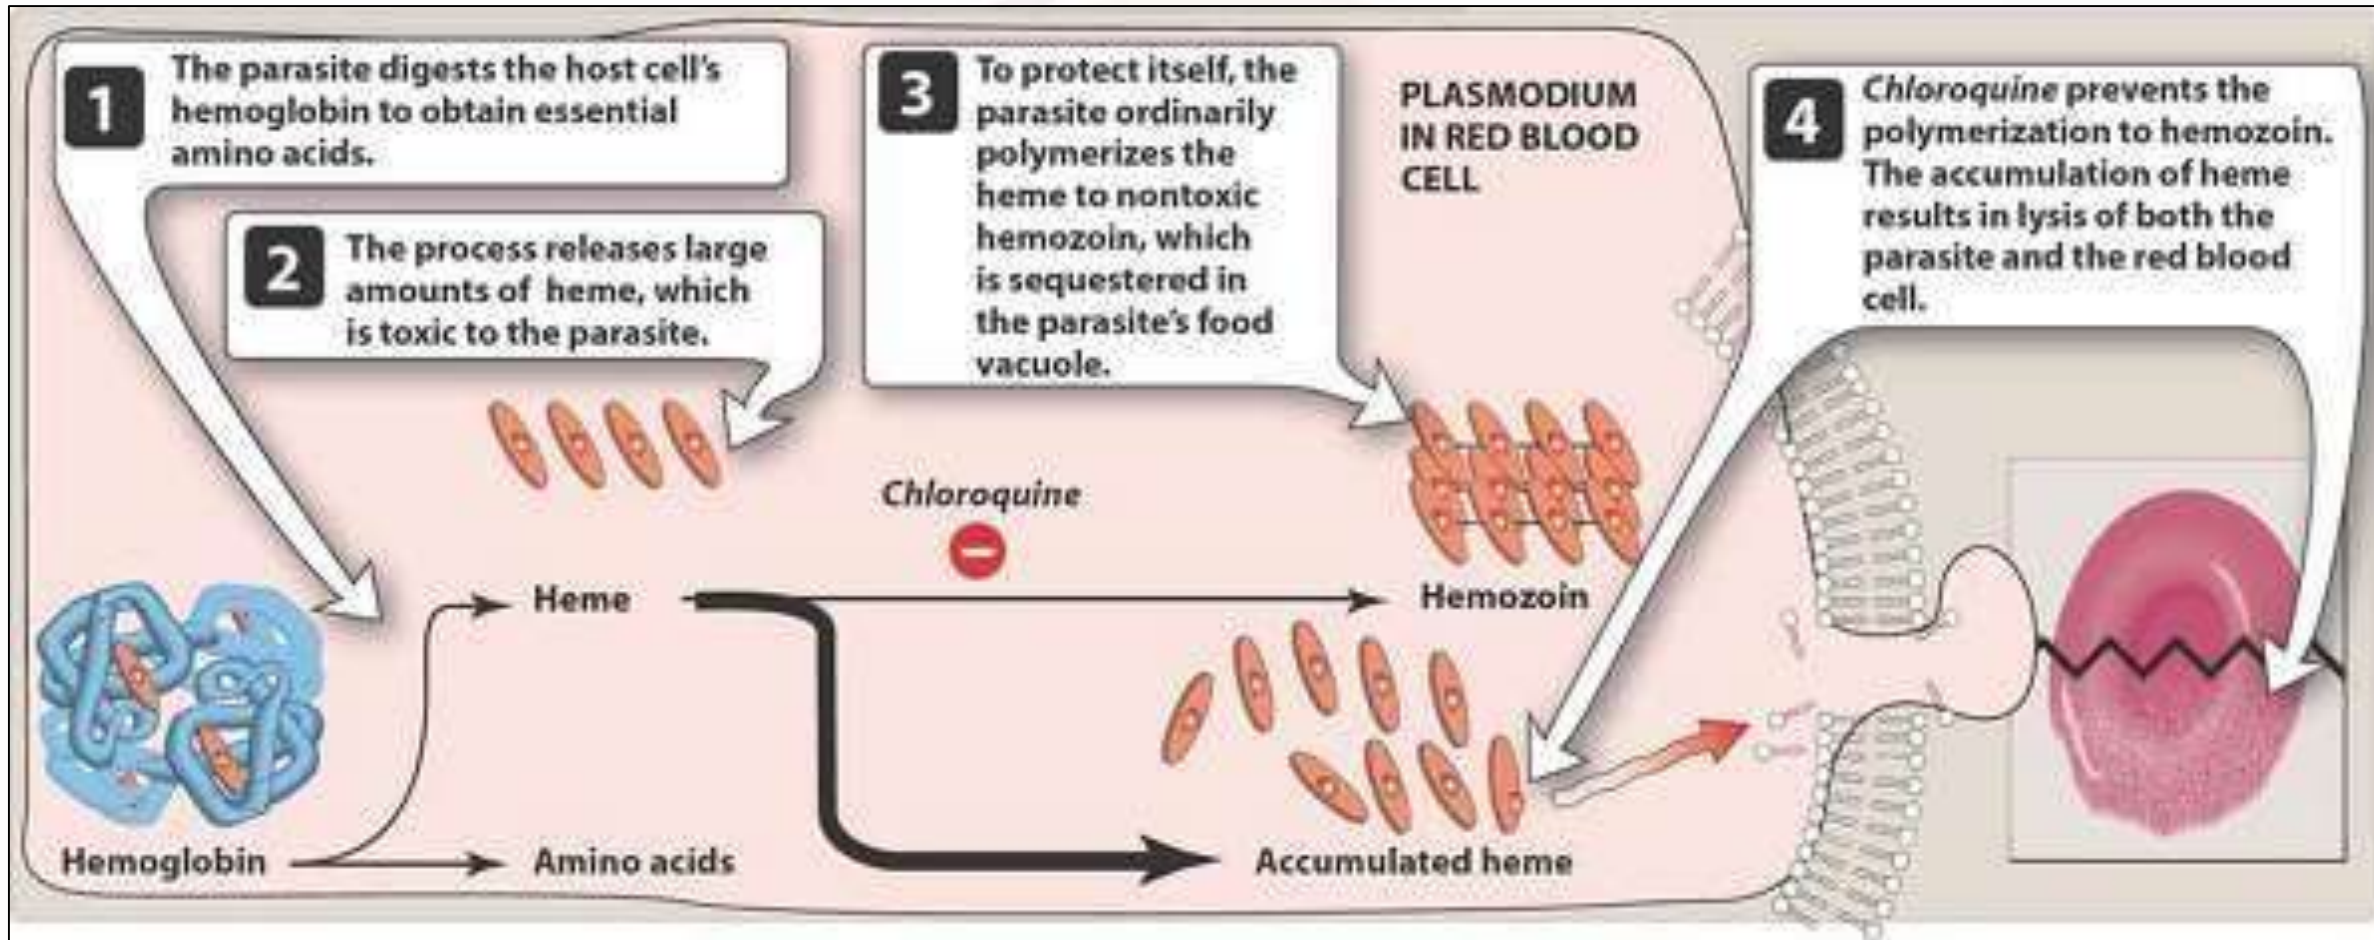 1
The parasite digests the host cell's
hemoglobin to obtain essential
amino acids.
2
The process releases large
amounts of heme, which
is toxic to the parasite.
3
To protect itself, the
parasite ordinarily
polymerizes the
heme to nontoxic
hemozoin, which
is sequestered in
the parasite's food
vacuole.
PLASMODIUM
IN RED BLOOD
CELL
4
Chloroquine prevents the
polymerization to hemozoin.
The accumulation of heme
results in lysis of both the
parasite and the red blood
cell.
Chloroquine
Heme
Hemozoin
Hemoglobin
Amino acids
Accumulated heme